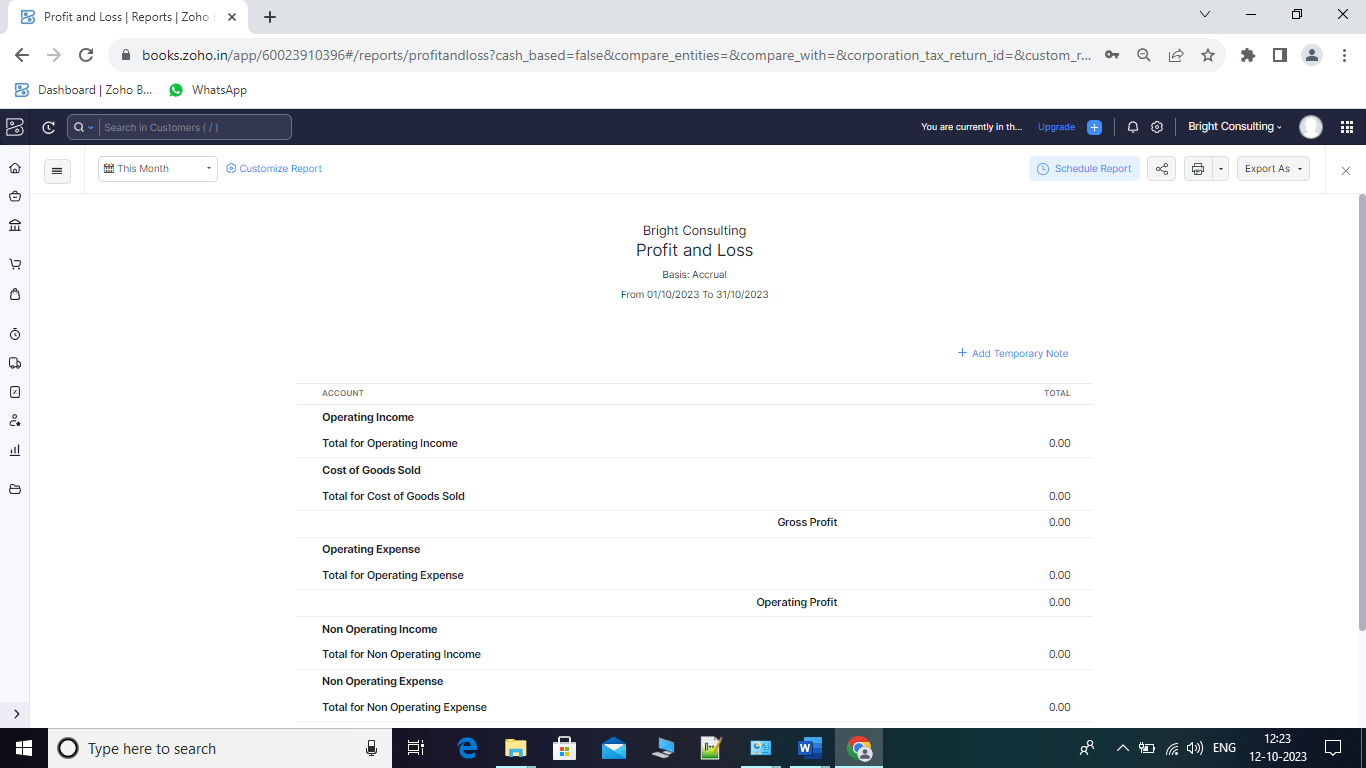 Profit and Loss | Reports | Zoho
books.zoho.in/app/60023910396#/reports/profitandloss?cash_based=false&compare_entities=&compare_with=&corporation_tax_return_id=&custom_r...
Dashboard | Zoho B... WhatsApp
Search in Customers ( / ) You are currently in th... Upgrade Bright Consulting
This Month Customize Report Schedule Report Export As
Bright Consulting
Profit and Loss
Basis: Accrual
From 01/10/2023 To 31/10/2023
+ Add Temporary Note
ACCOUNT TOTAL
Operating Income
Total for Operating Income 0.00
Cost of Goods Sold
Total for Cost of Goods Sold 0.00
Gross Profit 0.00
Operating Expense
Total for Operating Expense 0.00
Operating Profit 0.00
Non Operating Income
Total for Non Operating Income 0.00
Non Operating Expense
Total for Non Operating Expense 0.00
Type here to search ENG 12:23
12-10-2023